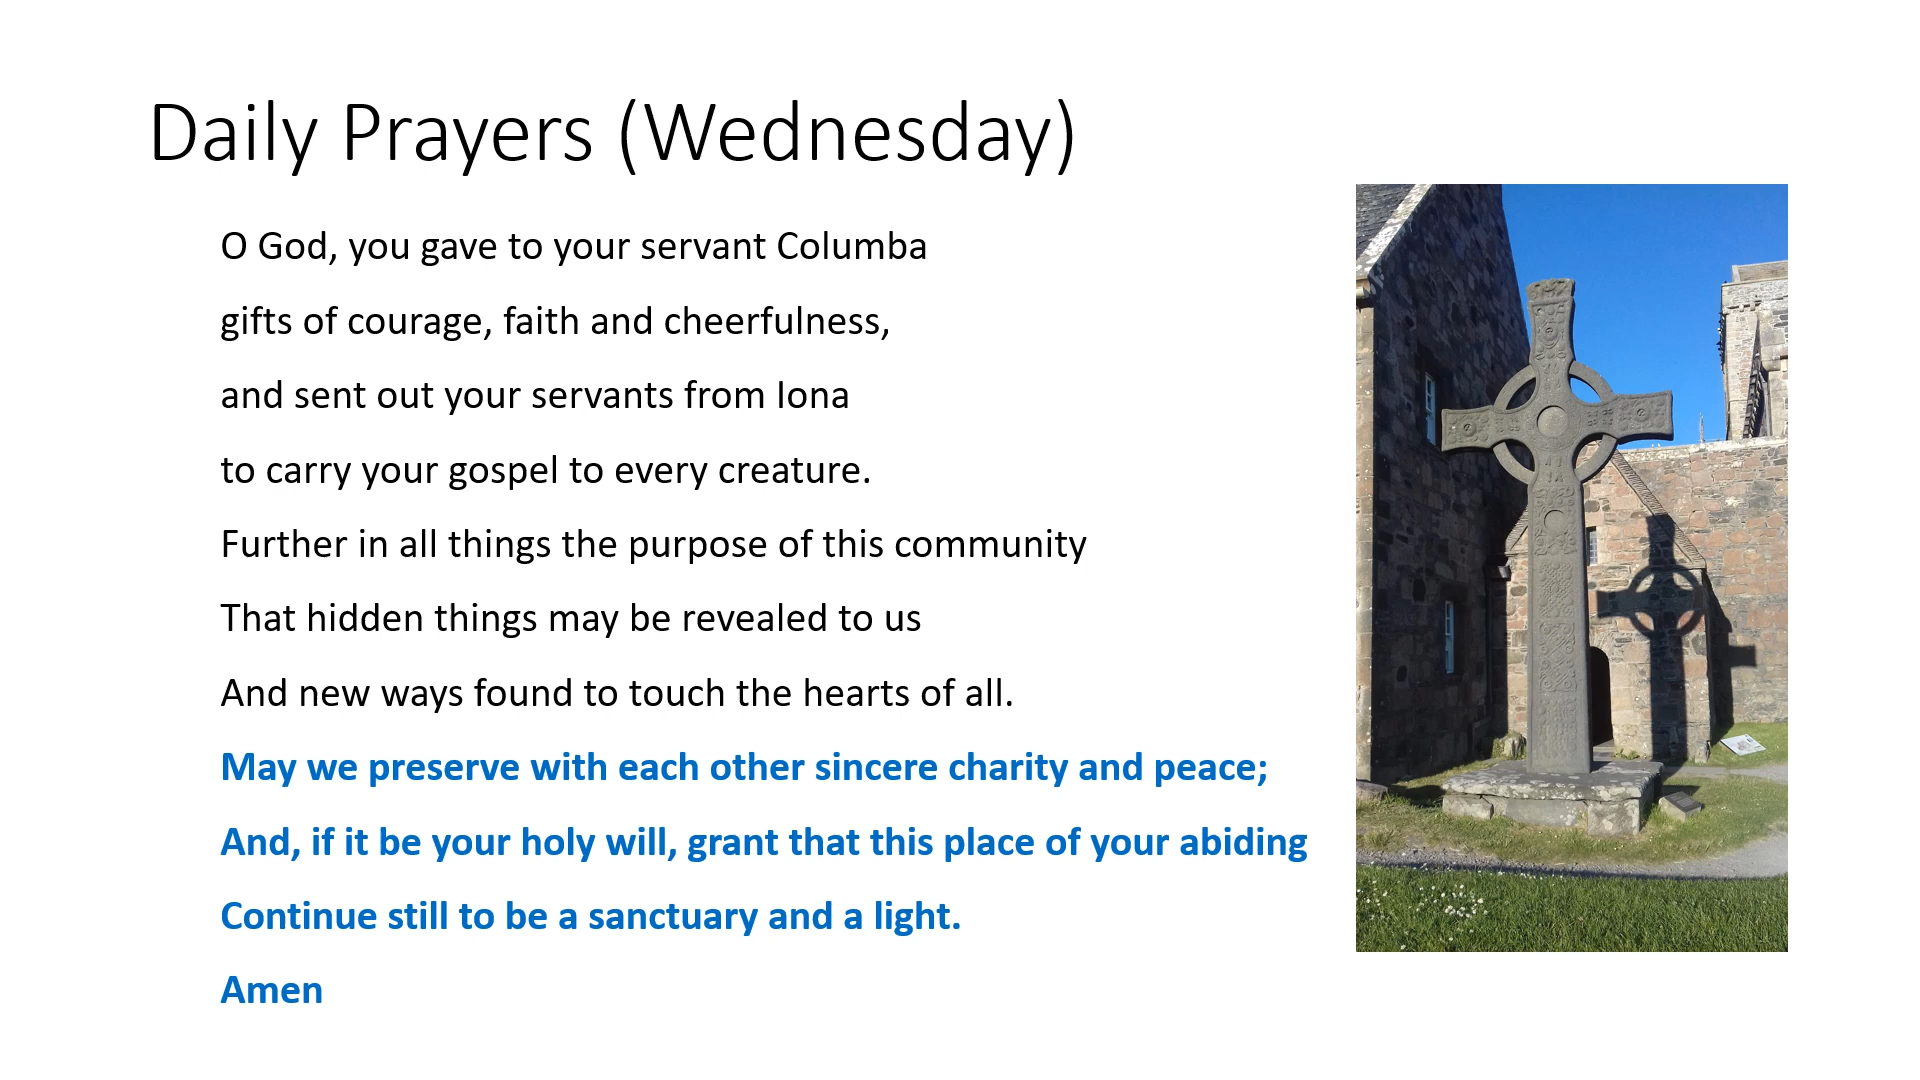 Daily Prayers (Wednesday)
O God, you gave to your servant Columba
gifts of courage, faith and cheerfulness,
and sent out your servants from Iona
to carry your gospel to every creature.
Further in all things the purpose of this community
That hidden things may be revealed to us
And new ways found to touch the hearts of all.
May we preserve with each other sincere charity and peace;
And, if it be your holy will, grant that this place of your abiding
Continue still to be a sanctuary and a light.
Amen